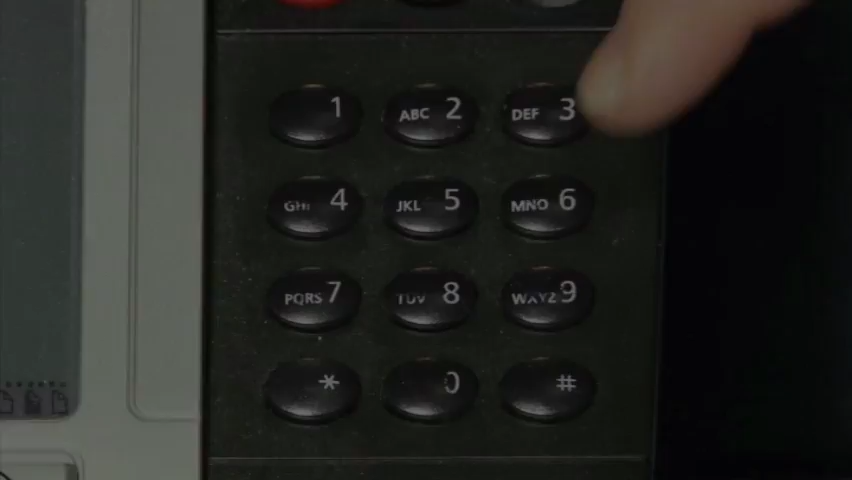 1 ABC 2 DEF 3
GHI 4 JKL 5 MNO 6
PQRS 7 TUV 8 WXYZ 9
* 0 #